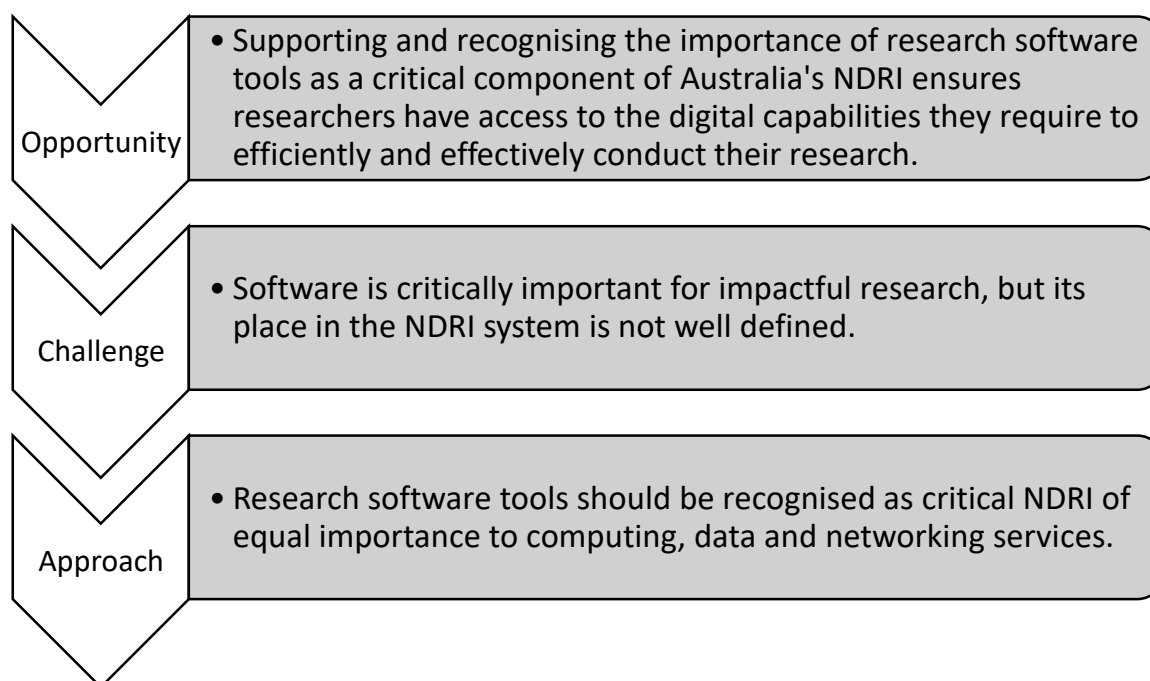 Opportunity
• Supporting and recognising the importance of research software
tools as a critical component of Australia's NDRI ensures
researchers have access to the digital capabilities they require to
efficiently and effectively conduct their research.
Challenge
• Software is critically important for impactful research, but its
place in the NDRI system is not well defined.
Approach
• Research software tools should be recognised as critical NDRI of
equal importance to computing, data and networking services.